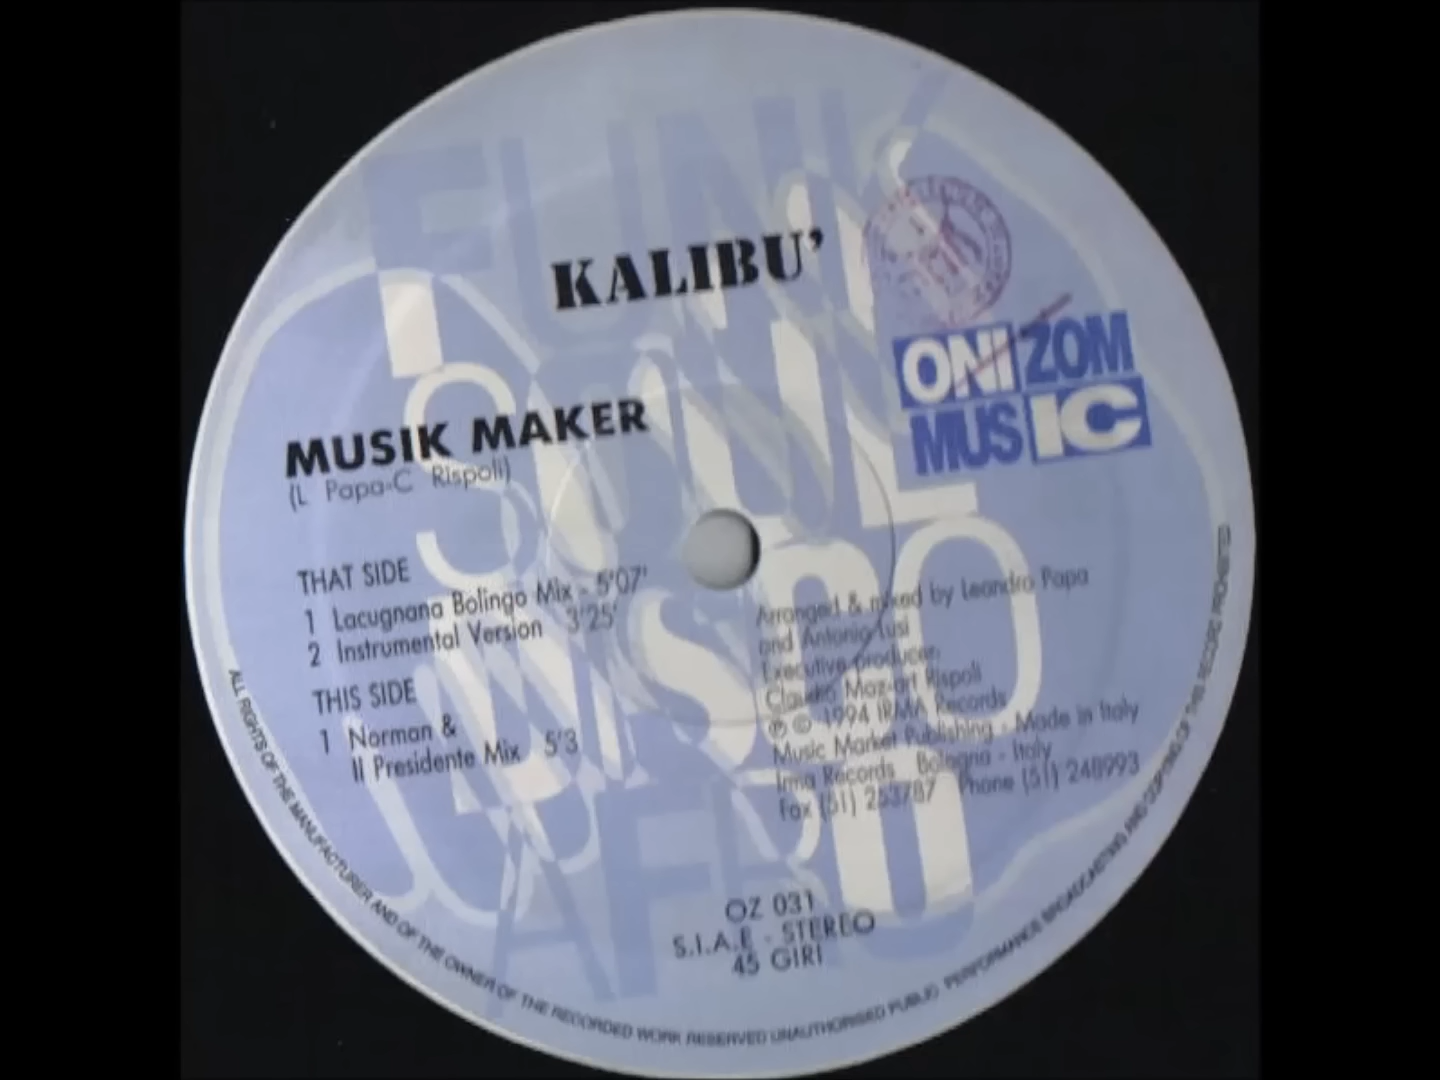 KALIBU'
ONIZOM
MUSIC
MUSIK MAKER
(L Papa-C Rispoli)
THAT SIDE
1 Lacugnana Bolingo Mix - 5'07'
2 Instrumental Version 3'25'
THIS SIDE
1 Norman &
Il Presidente Mix 5'3
Arranged & mixed by Leandro Papa
and Antonio Lusi
Executive producer:
Claudio Moz-art Rispoli
℗ © 1994 IRMA Records
Music Market Publishing - Made in Italy
Irma Records Bologna - Italy
Fax (51) 253787 Phone (51) 248993
OZ 031
S.I.A.E - STEREO
45 GIRI
ALL RIGHTS OF THE MANUFACTURER AND OF THE OWNER OF THE RECORDED WORK RESERVED UNAUTHORISED PUBLIC PERFORMANCE BROADCASTING AND COPYING OF THIS RECORD PROHIBITED
FUNK
SOUL
DISCO
AFRO